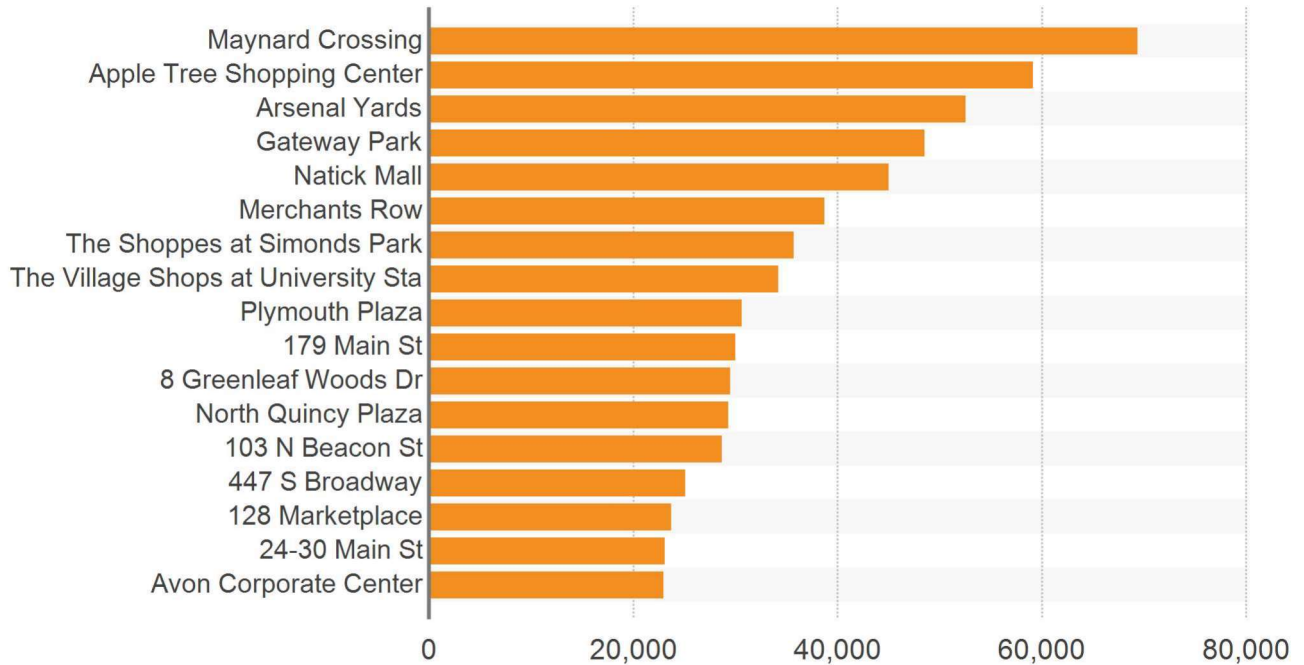 Maynard Crossing
Apple Tree Shopping Center
Arsenal Yards
Gateway Park
Natick Mall
Merchants Row
The Shoppes at Simonds Park
The Village Shops at University Sta
Plymouth Plaza
179 Main St
8 Greenleaf Woods Dr
North Quincy Plaza
103 N Beacon St
447 S Broadway
128 Marketplace
24-30 Main St
Avon Corporate Center
0 20,000 40,000 60,000 80,000